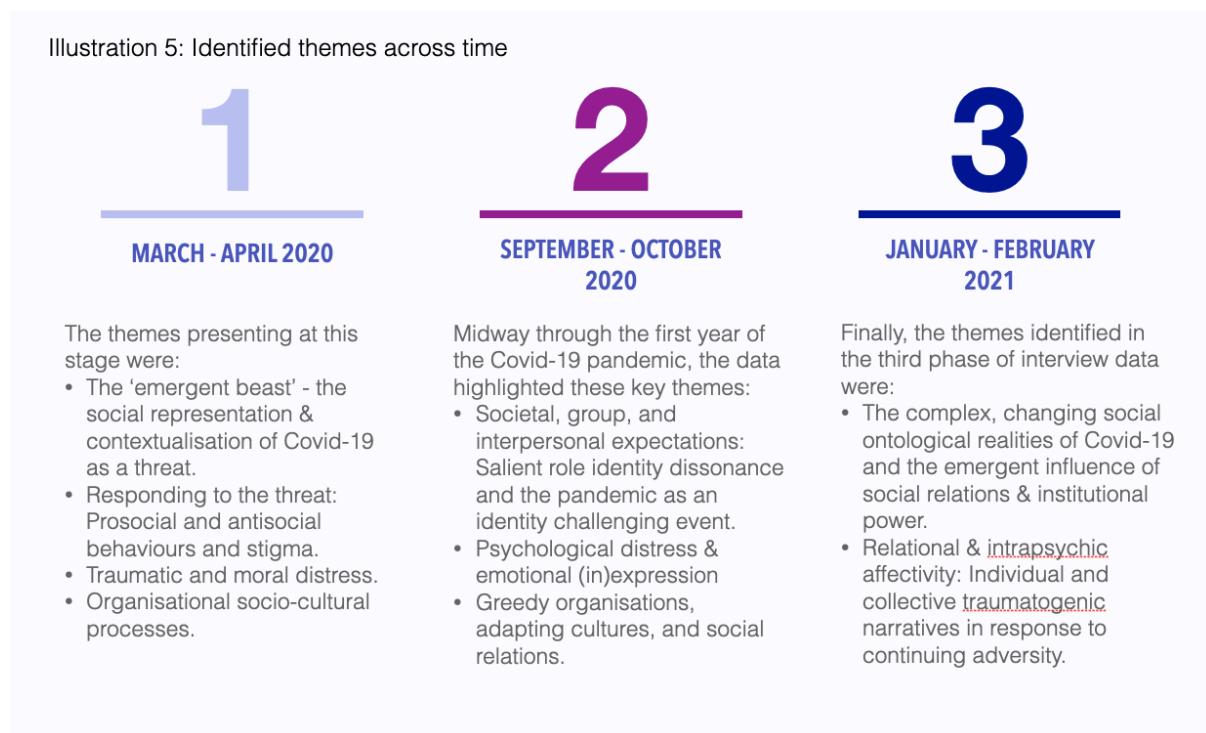 Illustration 5: Identified themes across time
1
MARCH - APRIL 2020
The themes presenting at this
stage were:
• The ‘emergent beast’ - the
social representation &
contextualisation of Covid-19
as a threat.
• Responding to the threat:
Prosocial and antisocial
behaviours and stigma.
• Traumatic and moral distress.
• Organisational socio-cultural
processes.
2
SEPTEMBER - OCTOBER
2020
Midway through the first year of
the Covid-19 pandemic, the data
highlighted these key themes:
• Societal, group, and
interpersonal expectations:
Salient role identity dissonance
and the pandemic as an
identity challenging event.
• Psychological distress &
emotional (in)expression
• Greedy organisations,
adapting cultures, and social
relations.
3
JANUARY - FEBRUARY
2021
Finally, the themes identified in
the third phase of interview data
were:
• The complex, changing social
ontological realities of Covid-19
and the emergent influence of
social relations & institutional
power.
• Relational & intrapsychic
affectivity: Individual and
collective traumatogenic
narratives in response to
continuing adversity.